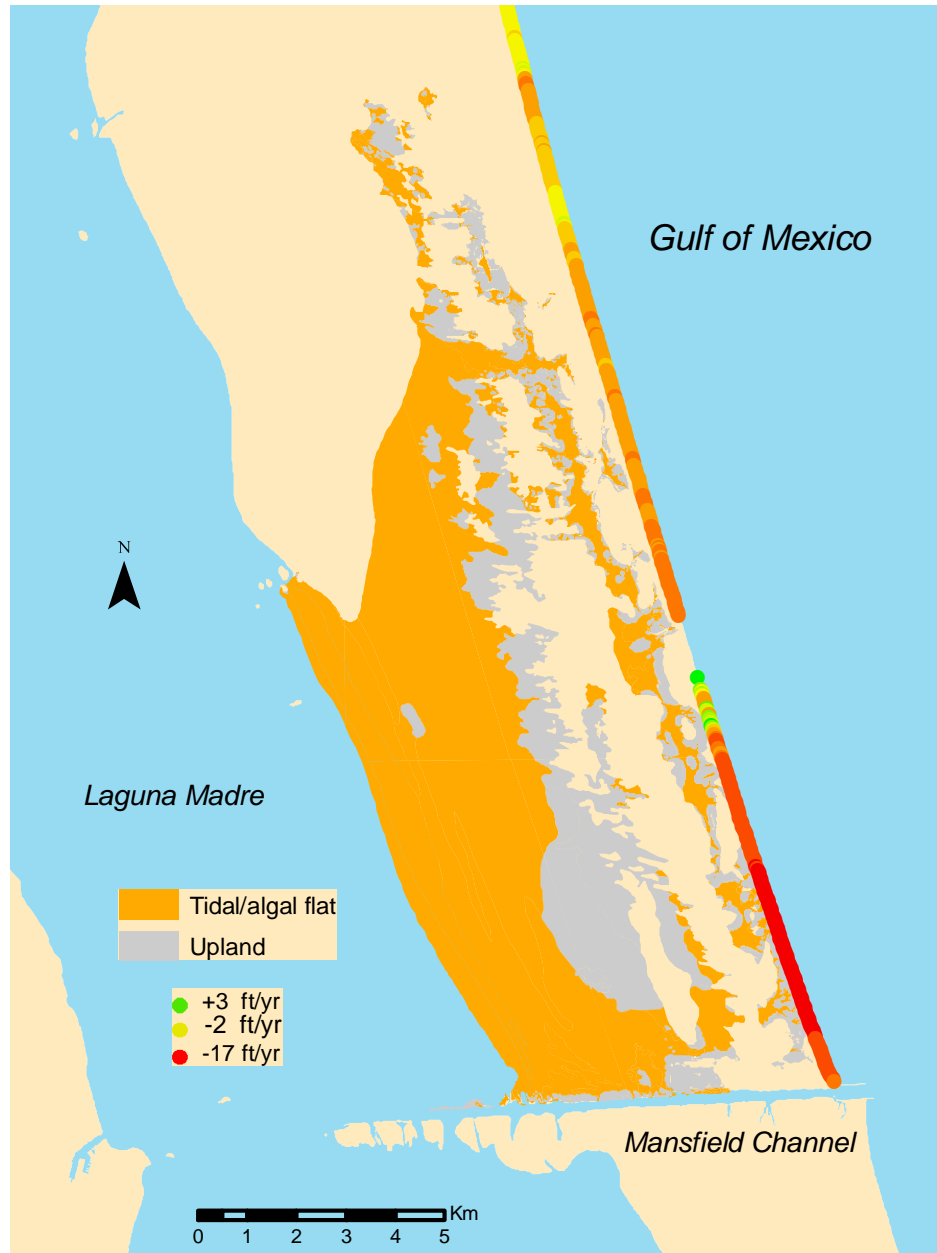 Gulf of Mexico
N
Laguna Madre
Tidal/algal flat
Upland
+3 ft/yr
-2 ft/yr
-17 ft/yr
Mansfield Channel
Km
0 1 2 3 4 5